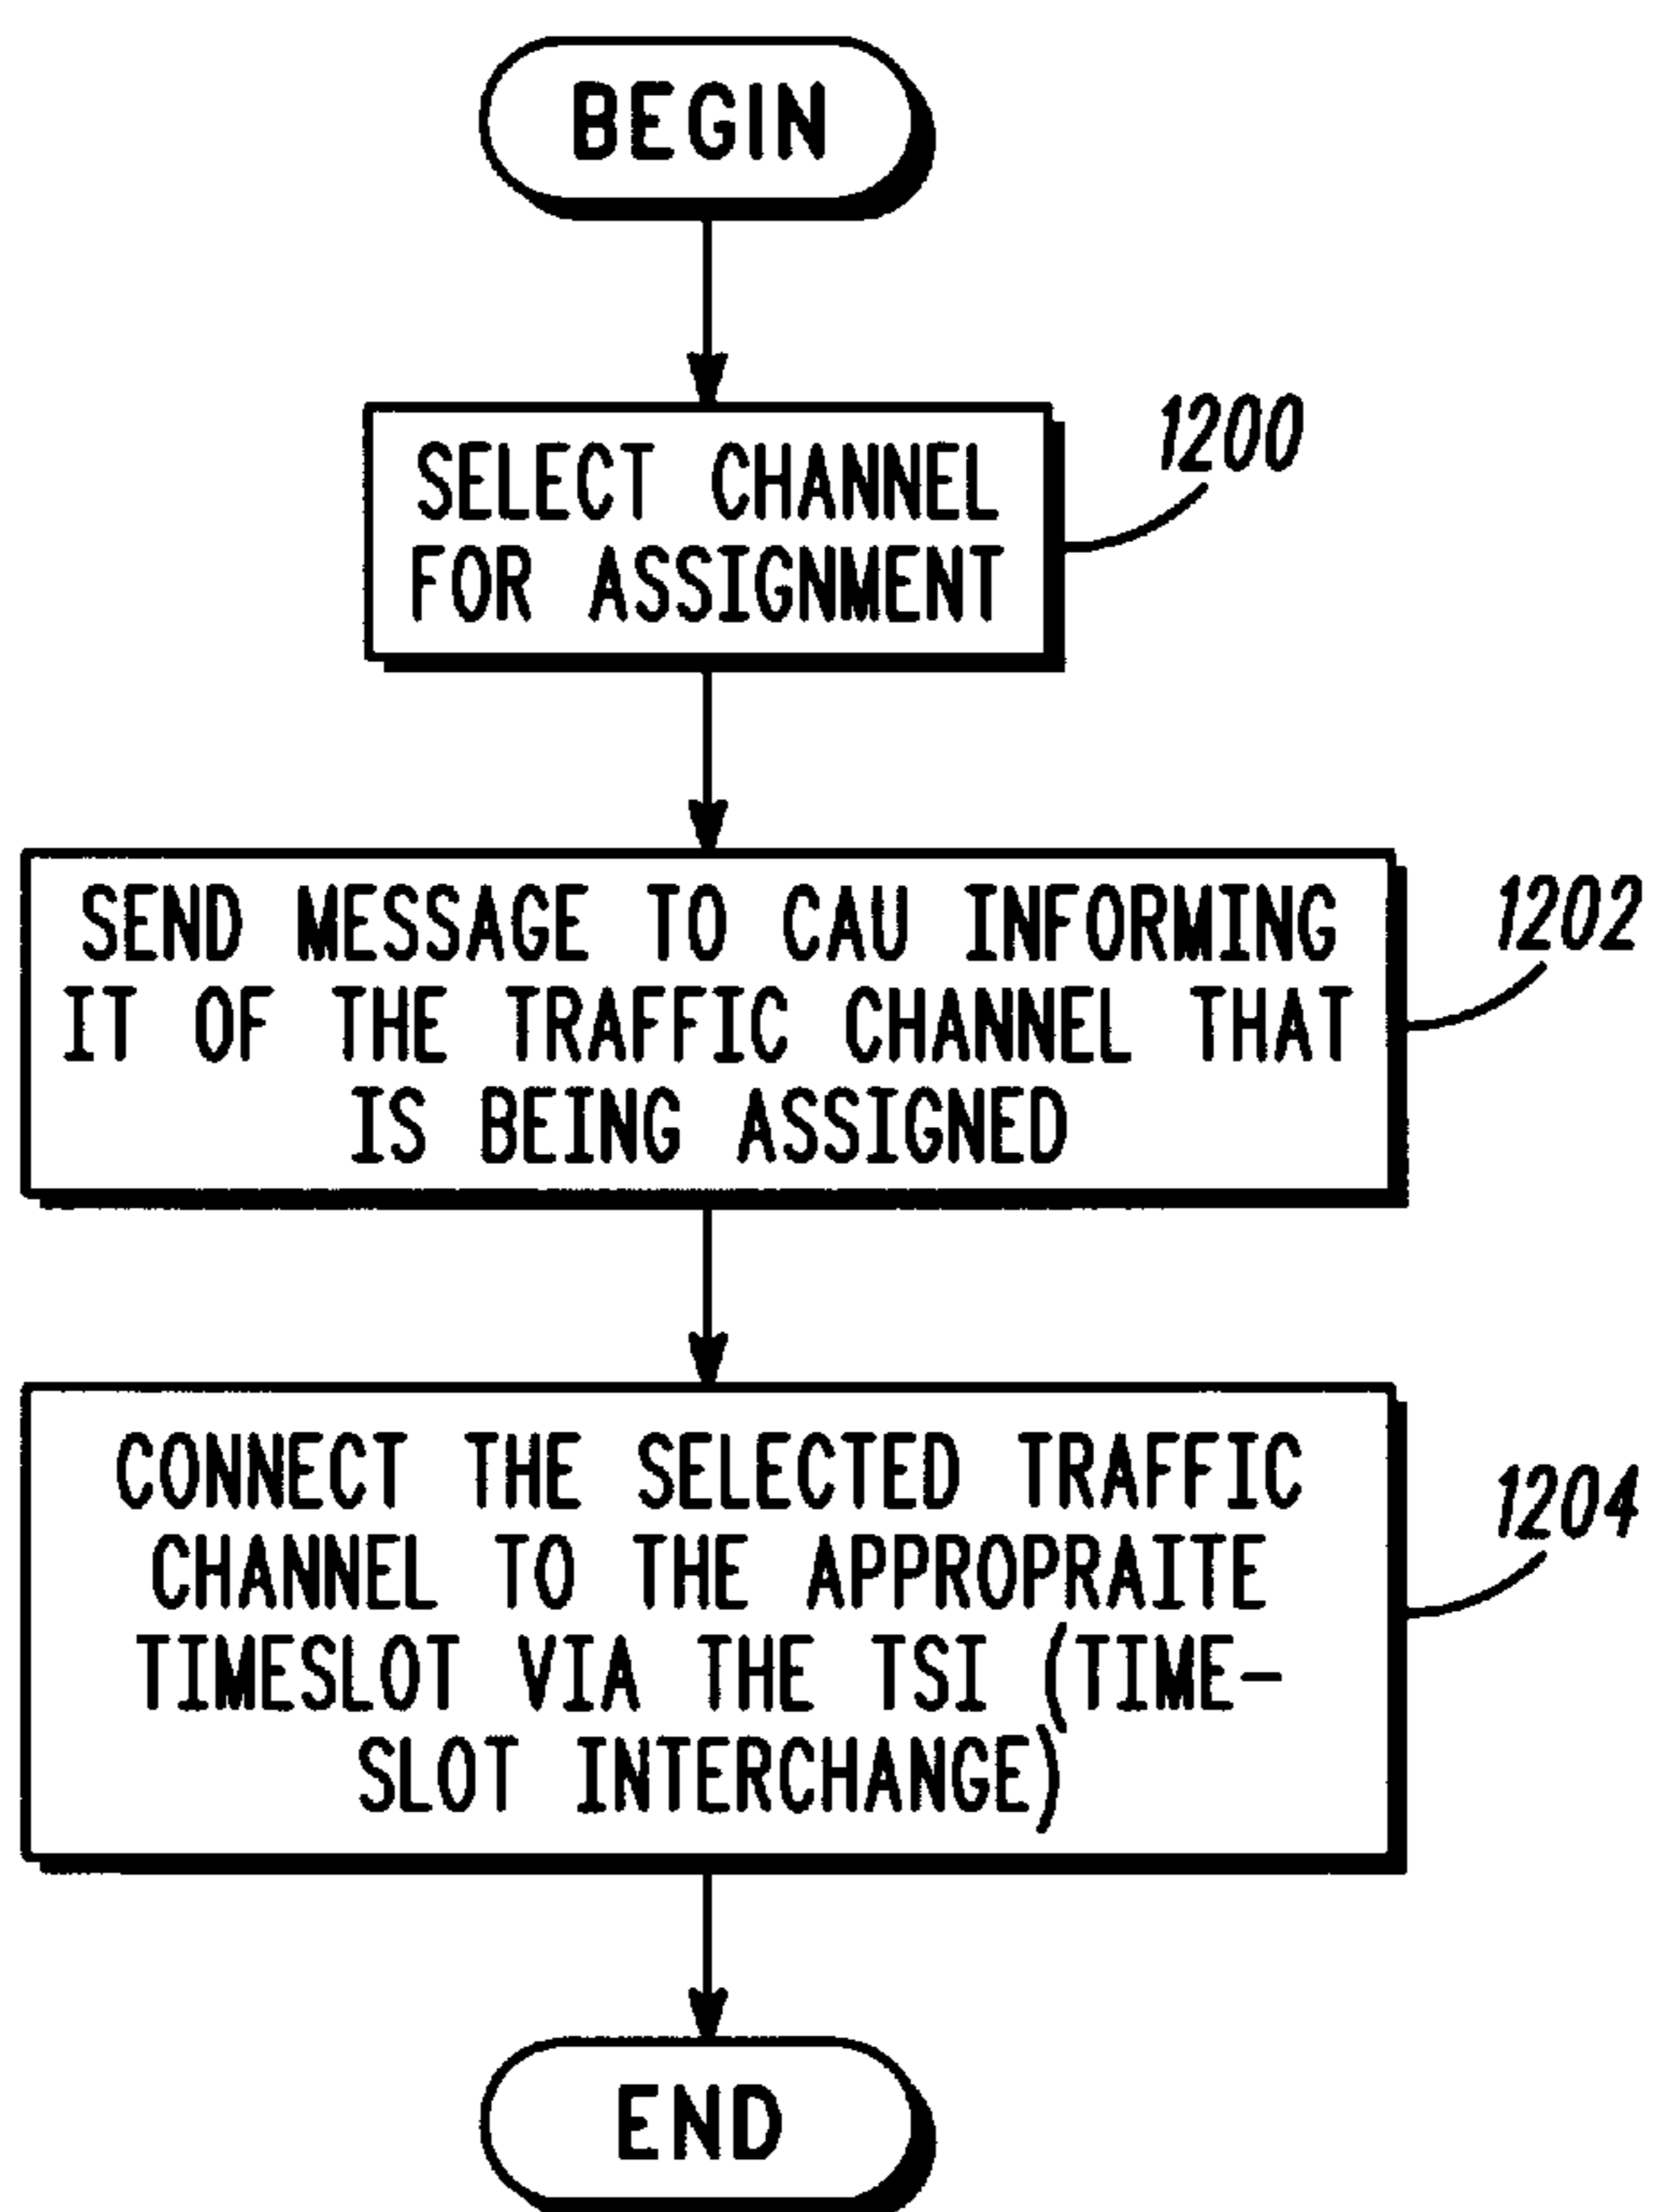 BEGIN
SELECT CHANNEL
FOR ASSIGNMENT
1200
SEND MESSAGE TO CAU INFORMING
IT OF THE TRAFFIC CHANNEL THAT
IS BEING ASSIGNED
1202
CONNECT THE SELECTED TRAFFIC
CHANNEL TO THE APPROPRAITE
TIMESLOT VIA THE TSI (TIME-
SLOT INTERCHANGE)
1204
END